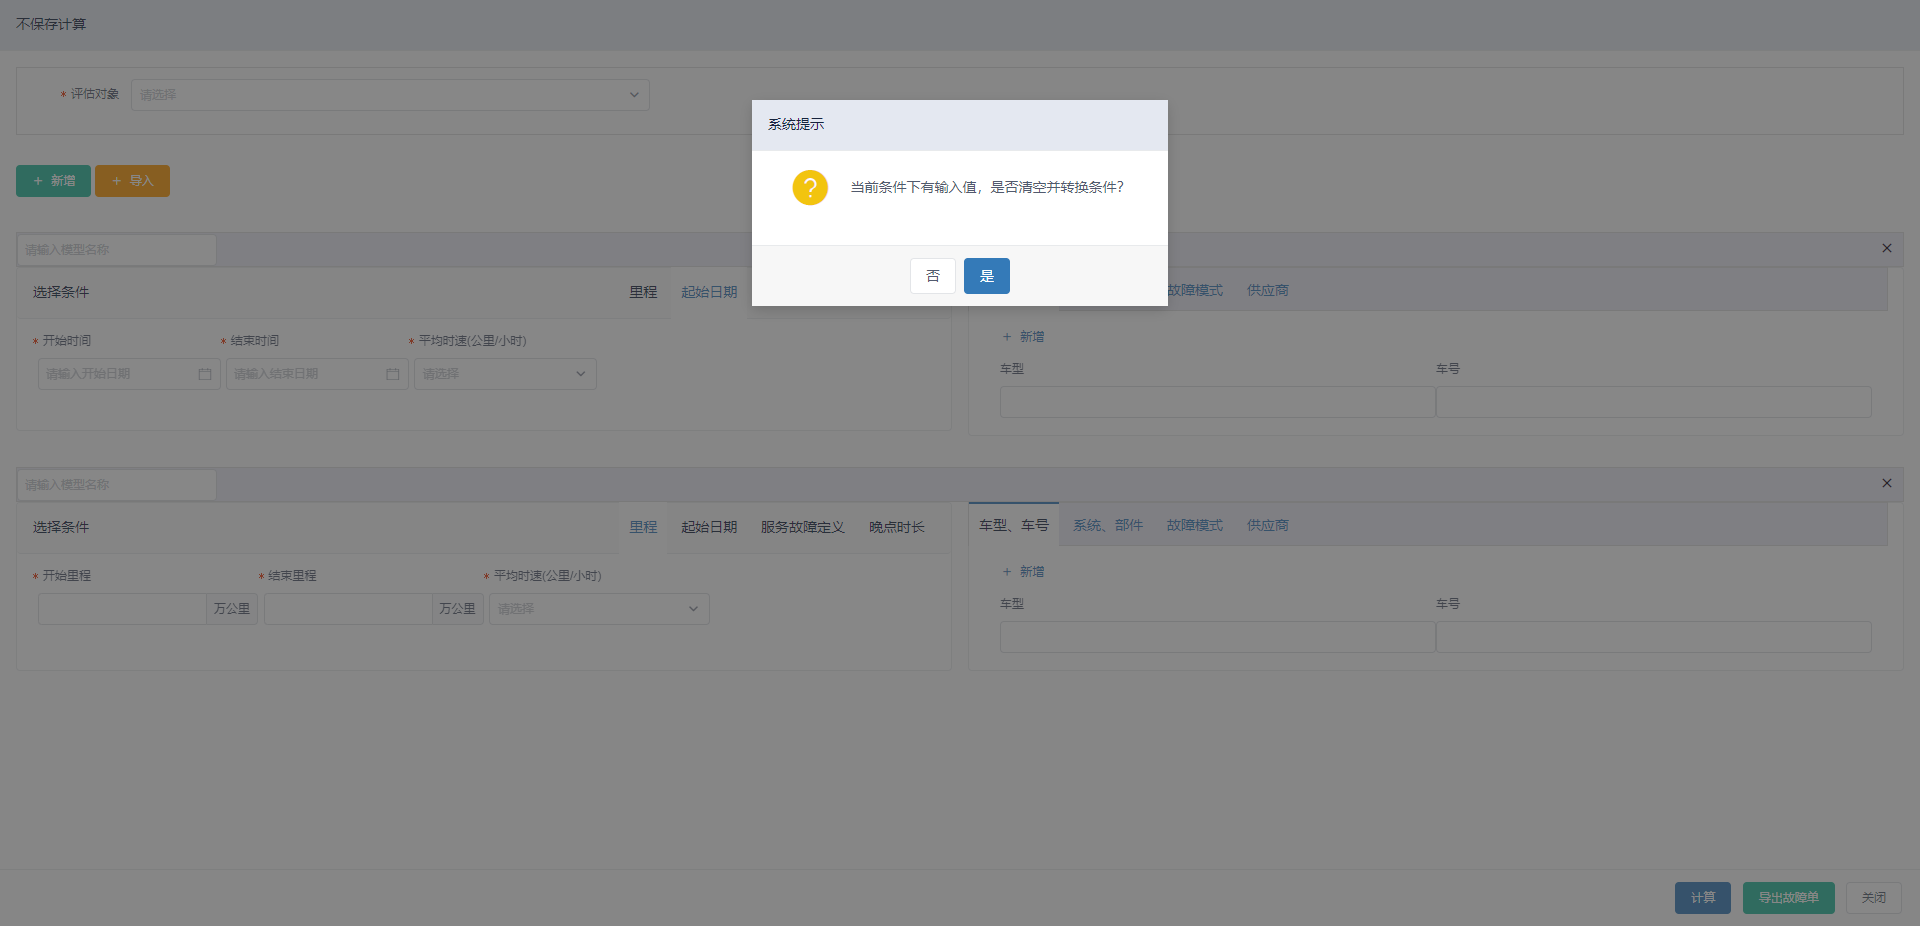 不保存计算
* 评估对象 请选择
系统提示
当前条件下有输入值，是否清空并转换条件？
否 是
+ 新增 + 导入
请输入模型名称
选择条件 里程 起始日期
故障模式 供应商
* 开始时间 * 结束时间 * 平均时速(公里/小时)
请输入开始日期 请输入结束日期 请选择
+ 新增
车型 车号
请输入模型名称
选择条件 里程 起始日期 服务故障定义 晚点时长
车型、车号 系统、部件 故障模式 供应商
* 开始里程 * 结束里程 * 平均时速(公里/小时)
万公里 万公里 请选择
+ 新增
车型 车号
计算 导出故障单 关闭